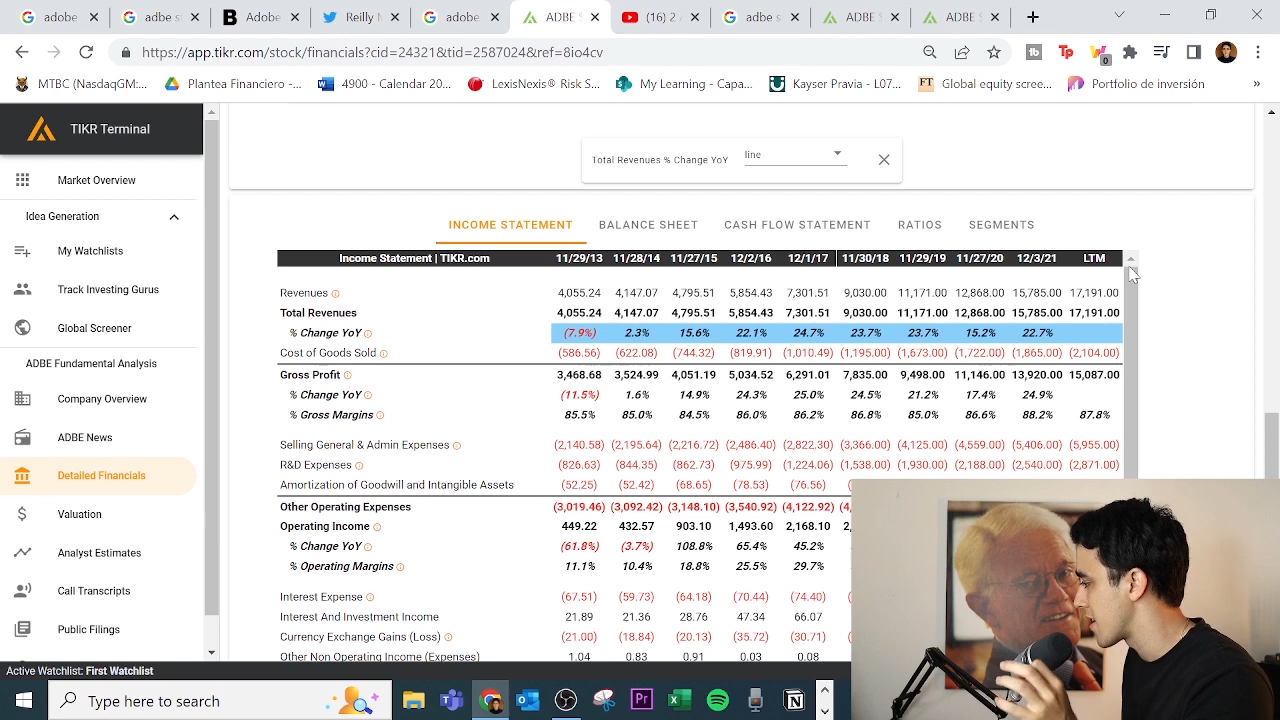 adobe s
adbe st
Adobe
Reilly N
adobe
ADBE S
(16) 2
adobe s
ADBE S
ADBE S
https://app.tikr.com/stock/financials?cid=24321&tid=2587024&ref=8io4cv
MTBC (NasdaqGM:...
Plantea Financiero -...
4900 - Calendar 20...
LexisNexis® Risk S...
My Learning - Capa...
Kayser Pravia - L07...
Global equity scree...
Portfolio de inversión
»
TIKR Terminal
Total Revenues % Change YoY line
Market Overview
Idea Generation
My Watchlists
Track Investing Gurus
Global Screener
ADBE Fundamental Analysis
Company Overview
ADBE News
Detailed Financials
Valuation
Analyst Estimates
Call Transcripts
Public Filings
INCOME STATEMENT BALANCE SHEET CASH FLOW STATEMENT RATIOS SEGMENTS
Income Statement | TIKR.com 11/29/13 11/28/14 11/27/15 12/2/16 12/1/17 11/30/18 11/29/19 11/27/20 12/3/21 LTM
Revenues 4,055.24 4,147.07 4,795.51 5,854.43 7,301.51 9,030.00 11,171.00 12,868.00 15,785.00 17,191.00
Total Revenues 4,055.24 4,147.07 4,795.51 5,854.43 7,301.51 9,030.00 11,171.00 12,868.00 15,785.00 17,191.00
% Change YoY (7.9%) 2.3% 15.6% 22.1% 24.7% 23.7% 23.7% 15.2% 22.7%
Cost of Goods Sold (586.56) (622.08) (744.32) (819.91) (1,010.49) (1,195.00) (1,673.00) (1,722.00) (1,865.00) (2,104.00)
Gross Profit 3,468.68 3,524.99 4,051.19 5,034.52 6,291.01 7,835.00 9,498.00 11,146.00 13,920.00 15,087.00
% Change YoY (11.5%) 1.6% 14.9% 24.3% 25.0% 24.5% 21.2% 17.4% 24.9%
% Gross Margins 85.5% 85.0% 84.5% 86.0% 86.2% 86.8% 85.0% 86.6% 88.2% 87.8%
Selling General & Admin Expenses (2,140.58) (2,195.64) (2,216.72) (2,486.40) (2,822.30) (3,366.00) (4,125.00) (4,559.00) (5,406.00) (5,955.00)
R&D Expenses (826.63) (844.35) (862.73) (975.99) (1,224.06) (1,538.00) (1,930.00) (2,188.00) (2,540.00) (2,871.00)
Amortization of Goodwill and Intangible Assets (52.25) (52.42) (68.65) (78.53) (76.56)
Other Operating Expenses (3,019.46) (3,092.42) (3,148.10) (3,540.92) (4,122.92)
Operating Income 449.22 432.57 903.10 1,493.60 2,168.10
% Change YoY (61.8%) (3.7%) 108.8% 65.4% 45.2%
% Operating Margins 11.1% 10.4% 18.8% 25.5% 29.7%
Interest Expense (67.51) (59.73) (64.18) (70.44) (74.40)
Interest And Investment Income 21.89 21.36 28.76 47.34 66.07
Currency Exchange Gains (Loss) (21.00) (18.84) (20.13) (35.72) (30.71)
Other Non Operating Income (Expenses) 1.04 0.83 0.91 0.03 0.08
Active Watchlist: First Watchlist
Type here to search